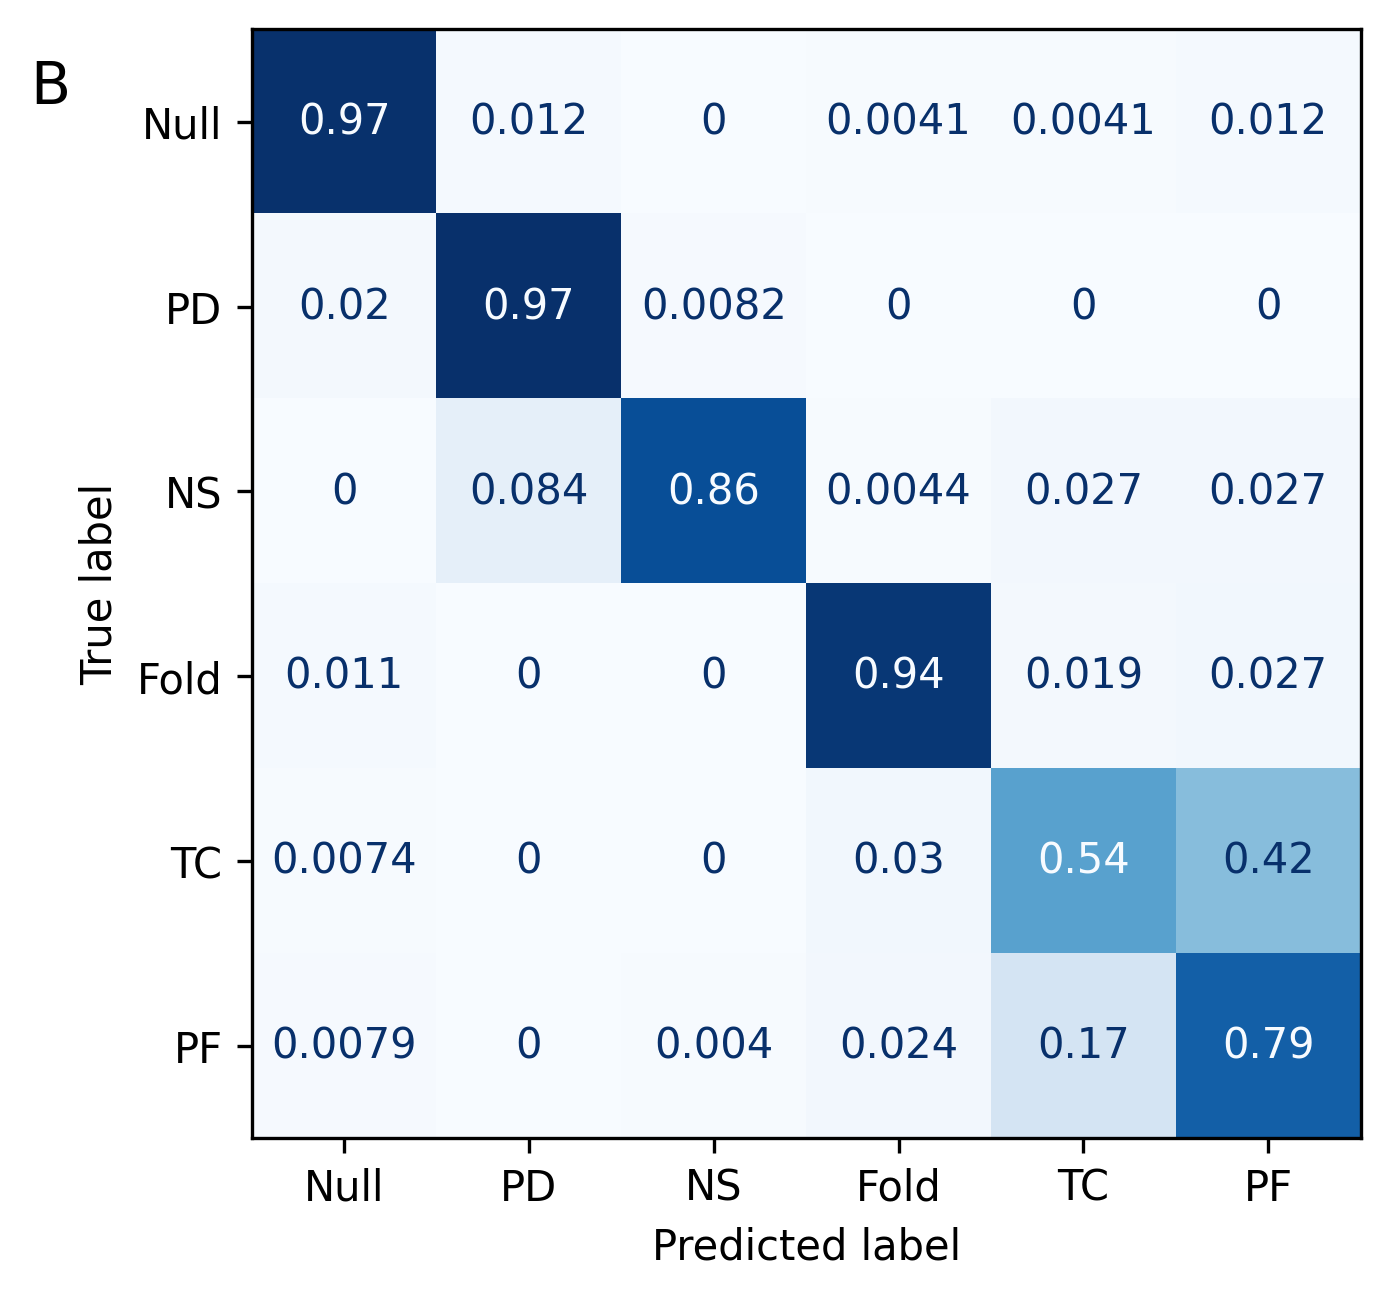 B
Null 0.97 0.012 0 0.0041 0.0041 0.012
PD 0.02 0.97 0.0082 0 0 0
NS 0 0.084 0.86 0.0044 0.027 0.027
True label
Fold 0.011 0 0 0.94 0.019 0.027
TC 0.0074 0 0 0.03 0.54 0.42
PF 0.0079 0 0.004 0.024 0.17 0.79
Null PD NS Fold TC PF
Predicted label